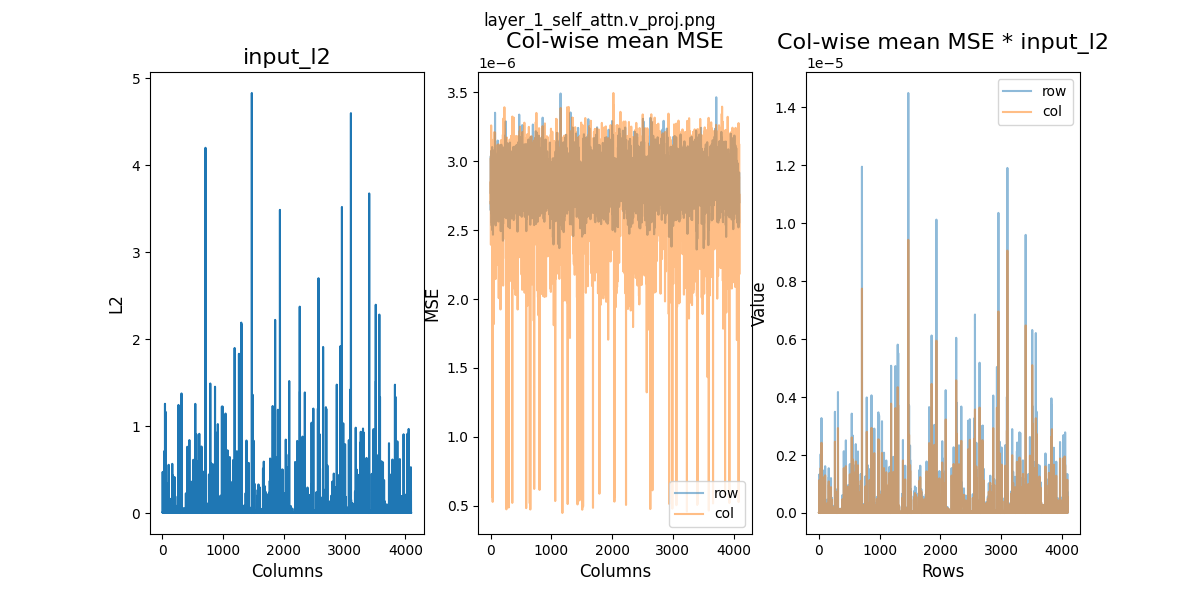 layer_1_self_attn.v_proj.png
input_l2
5
4
3
2
1
0
L2
0 1000 2000 3000 4000
Columns
Col-wise mean MSE
1e−6
3.5
3.0
2.5
2.0
1.5
1.0
0.5
MSE
row
col
0 1000 2000 3000 4000
Columns
Col-wise mean MSE * input_l2
1e−5
1.4
1.2
1.0
0.8
0.6
0.4
0.2
0.0
Value
row
col
0 1000 2000 3000 4000
Rows